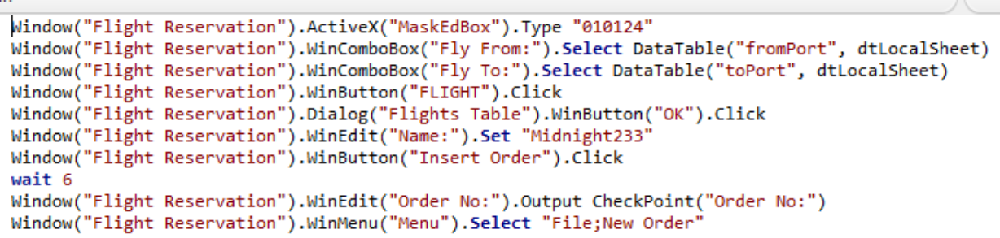 Window("Flight Reservation").ActiveX("MaskEdBox").Type "010124"
Window("Flight Reservation").WinComboBox("Fly From:").Select DataTable("fromPort", dtLocalSheet)
Window("Flight Reservation").WinComboBox("Fly To:").Select DataTable("toPort", dtLocalSheet)
Window("Flight Reservation").WinButton("FLIGHT").Click
Window("Flight Reservation").Dialog("Flights Table").WinButton("OK").Click
Window("Flight Reservation").WinEdit("Name:").Set "Midnight233"
Window("Flight Reservation").WinButton("Insert Order").Click
wait 6
Window("Flight Reservation").WinEdit("Order No:").Output CheckPoint("Order No:")
Window("Flight Reservation").WinMenu("Menu").Select "File;New Order"